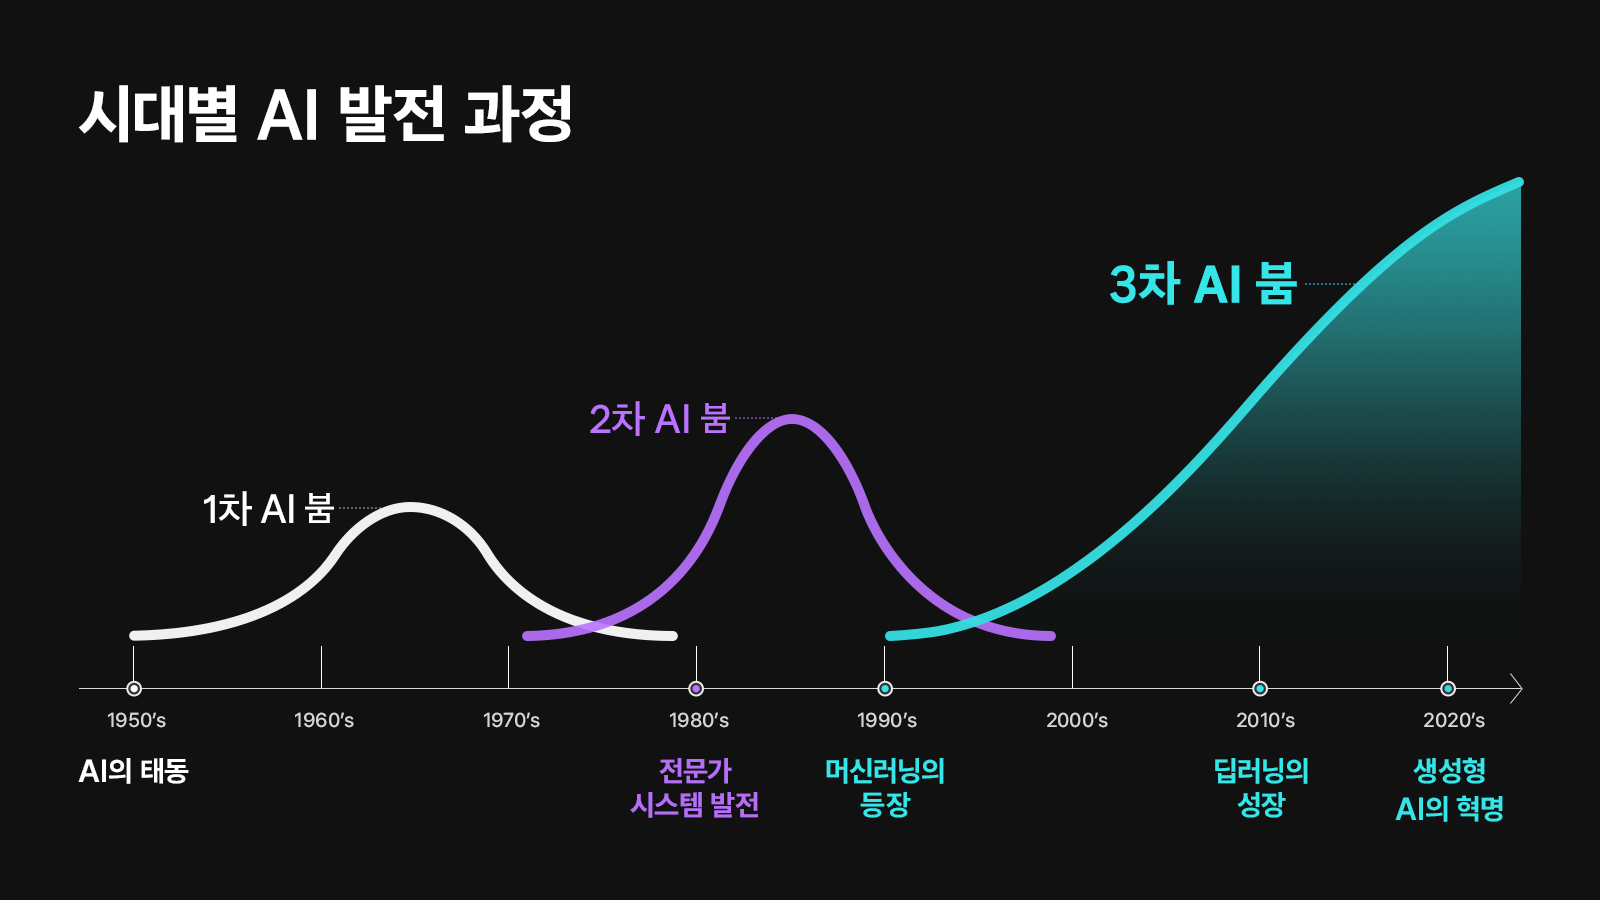 시대별 AI 발전 과정
3차 AI 붐
2차 AI 붐
1차 AI 붐
1950’s
1960’s
1970’s
1980’s
1990’s
2000’s
2010’s
2020’s
AI의 태동
전문가
시스템 발전
머신러닝의
등장
딥러닝의
성장
생성형
AI의 혁명